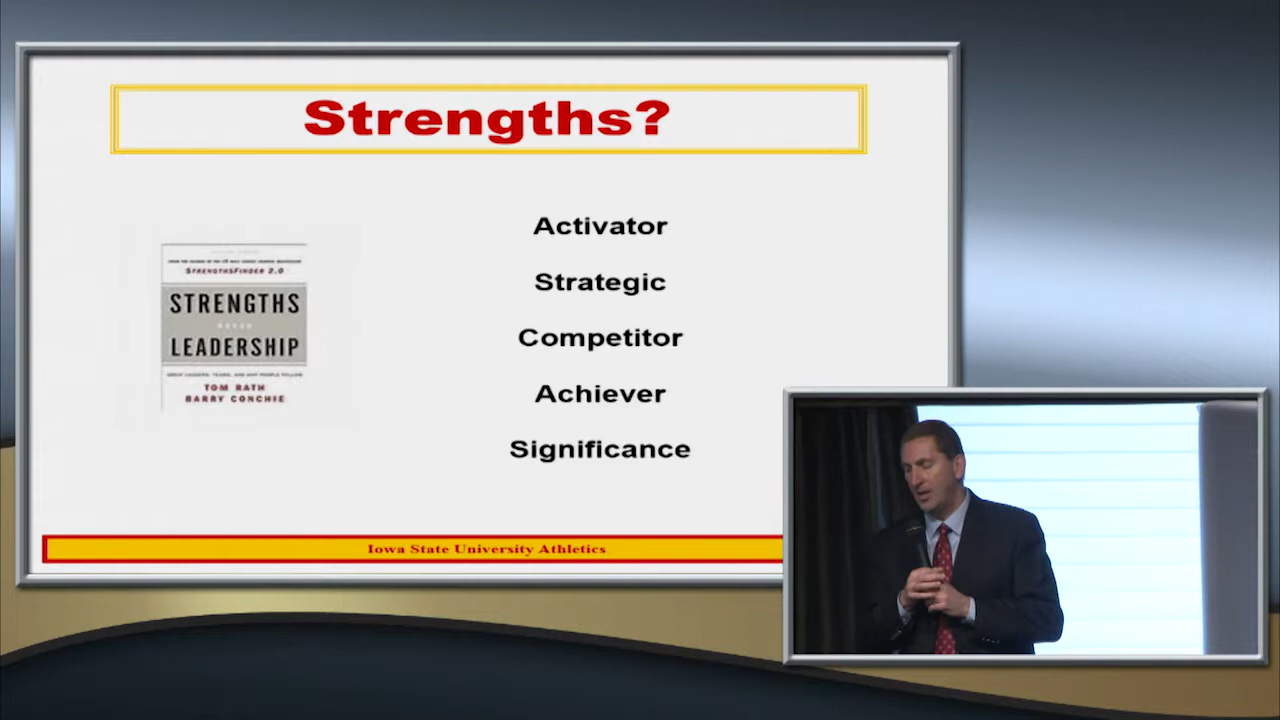 Strengths?
Activator
Strategic
Competitor
Achiever
Significance
STRENGTHSFINDER 2.0
STRENGTHS
LEADERSHIP
TOM RATH
BARRY CONCHIE
Iowa State University Athletics